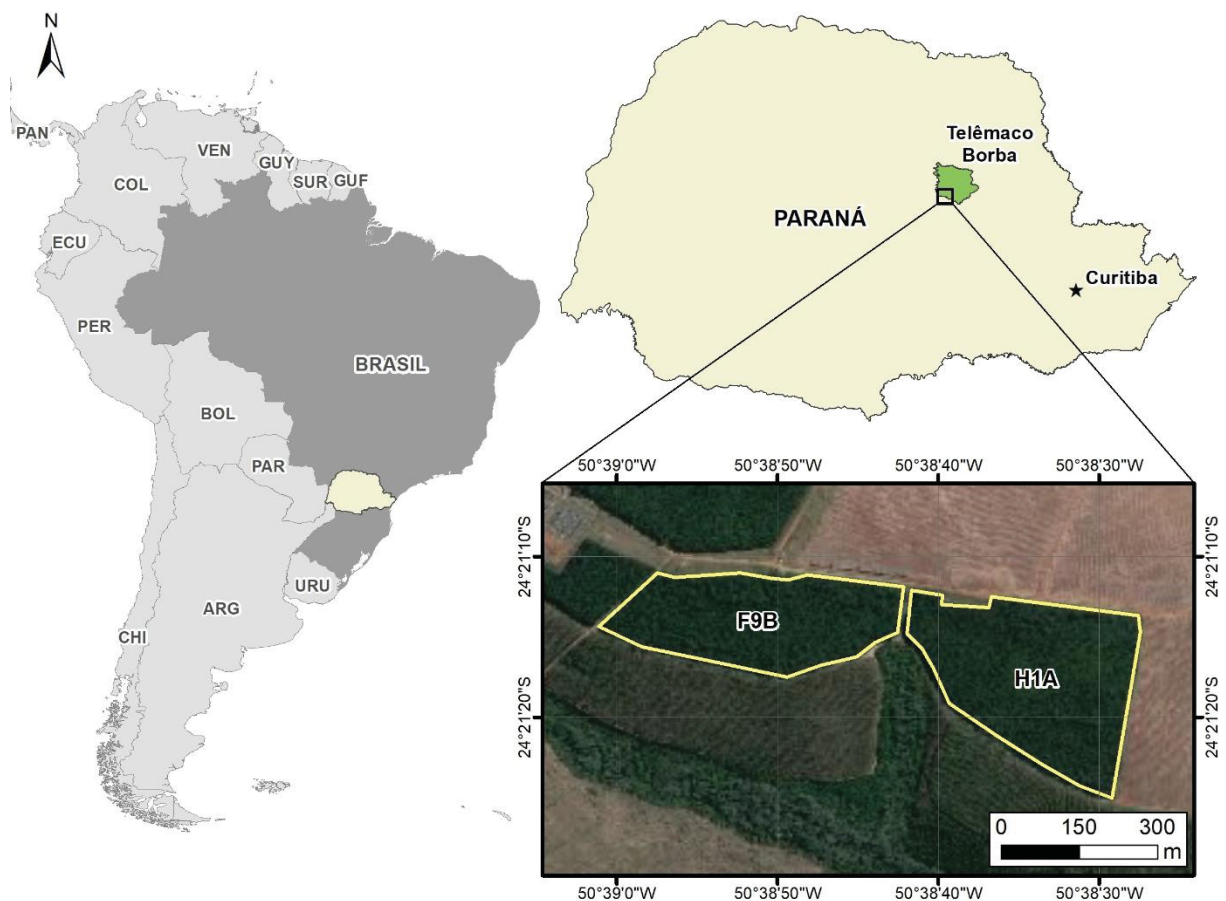 N
PAN
VEN
GUY
SUR
GUF
COL
ECU
PER
BRASIL
BOL
PAR
CHI
ARG
URU
Telêmaco
Borba
PARANÁ
Curitiba
50°39'0"W 50°38'50"W 50°38'40"W 50°38'30"W
24°21'10"S
24°21'10"S
F9B
H1A
24°21'20"S
24°21'20"S
0 150 300
m
50°39'0"W 50°38'50"W 50°38'40"W 50°38'30"W